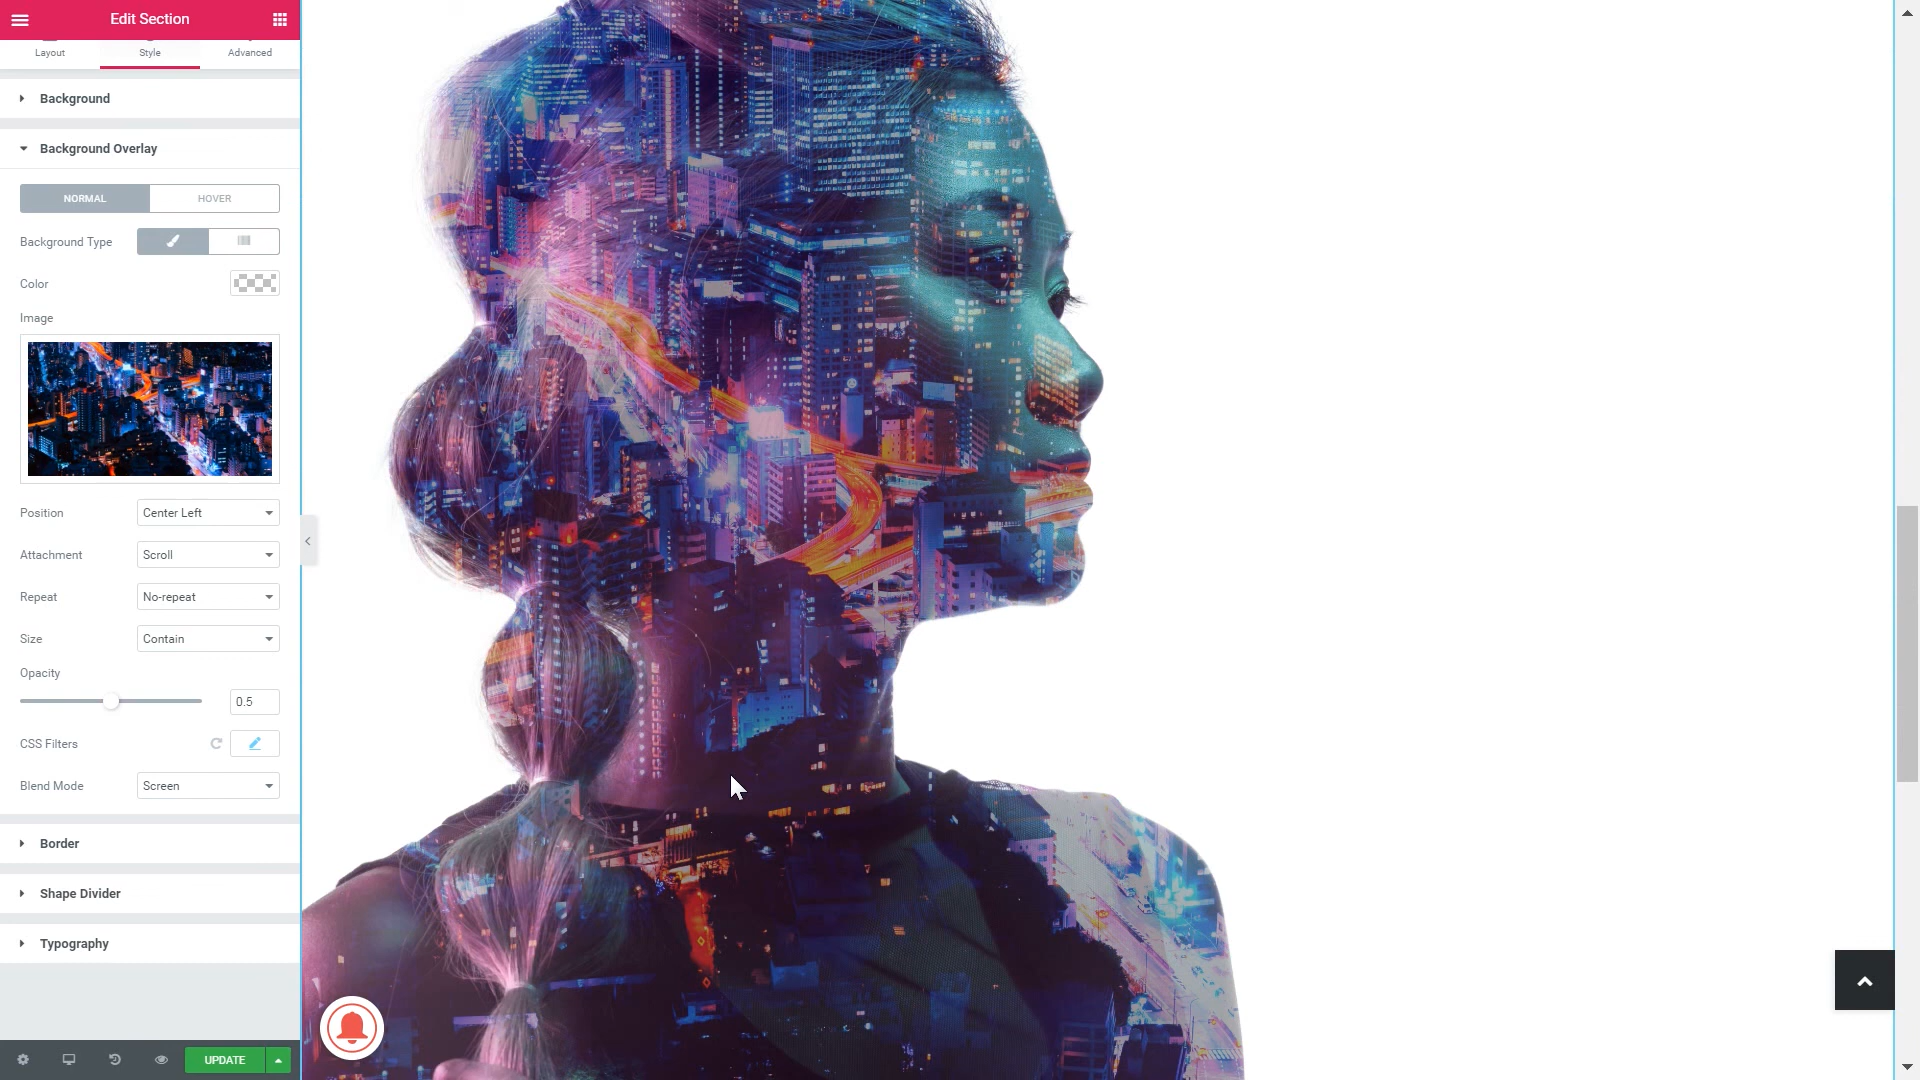 Edit Section
Layout
Style
Advanced
Background
Background Overlay
NORMAL
HOVER
Background Type
Color
Image
Position
Center Left
Attachment
Scroll
Repeat
No-repeat
Size
Contain
Opacity
0.5
CSS Filters
Blend Mode
Screen
Border
Shape Divider
Typography
UPDATE